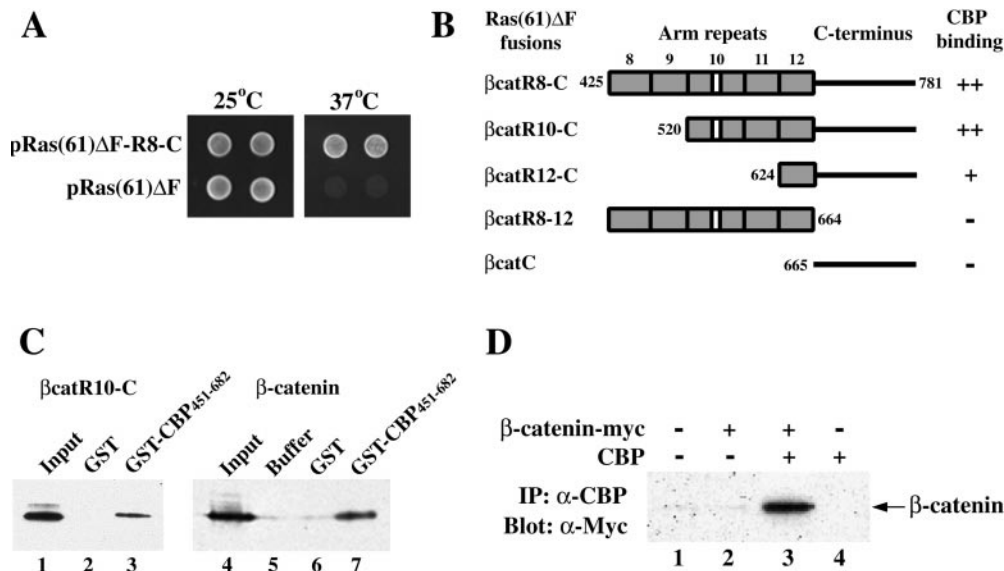 A
25°C
37°C
pRas(61)ΔF-R8-C
pRas(61)ΔF
B
Ras(61)ΔF fusions
Arm repeats
C-terminus
CBP binding
8 9 10 11 12
βcatR8-C 425 781 ++
βcatR10-C 520 ++
βcatR12-C 624 +
βcatR8-12 664 -
βcatC 665 -
C
βcatR10-C
β-catenin
Input GST GST-CBP451-682
Input Buffer GST GST-CBP451-682
1 2 3
4 5 6 7
D
β-catenin-myc - + + -
CBP - - + +
IP: α-CBP
Blot: α-Myc
β-catenin
1 2 3 4